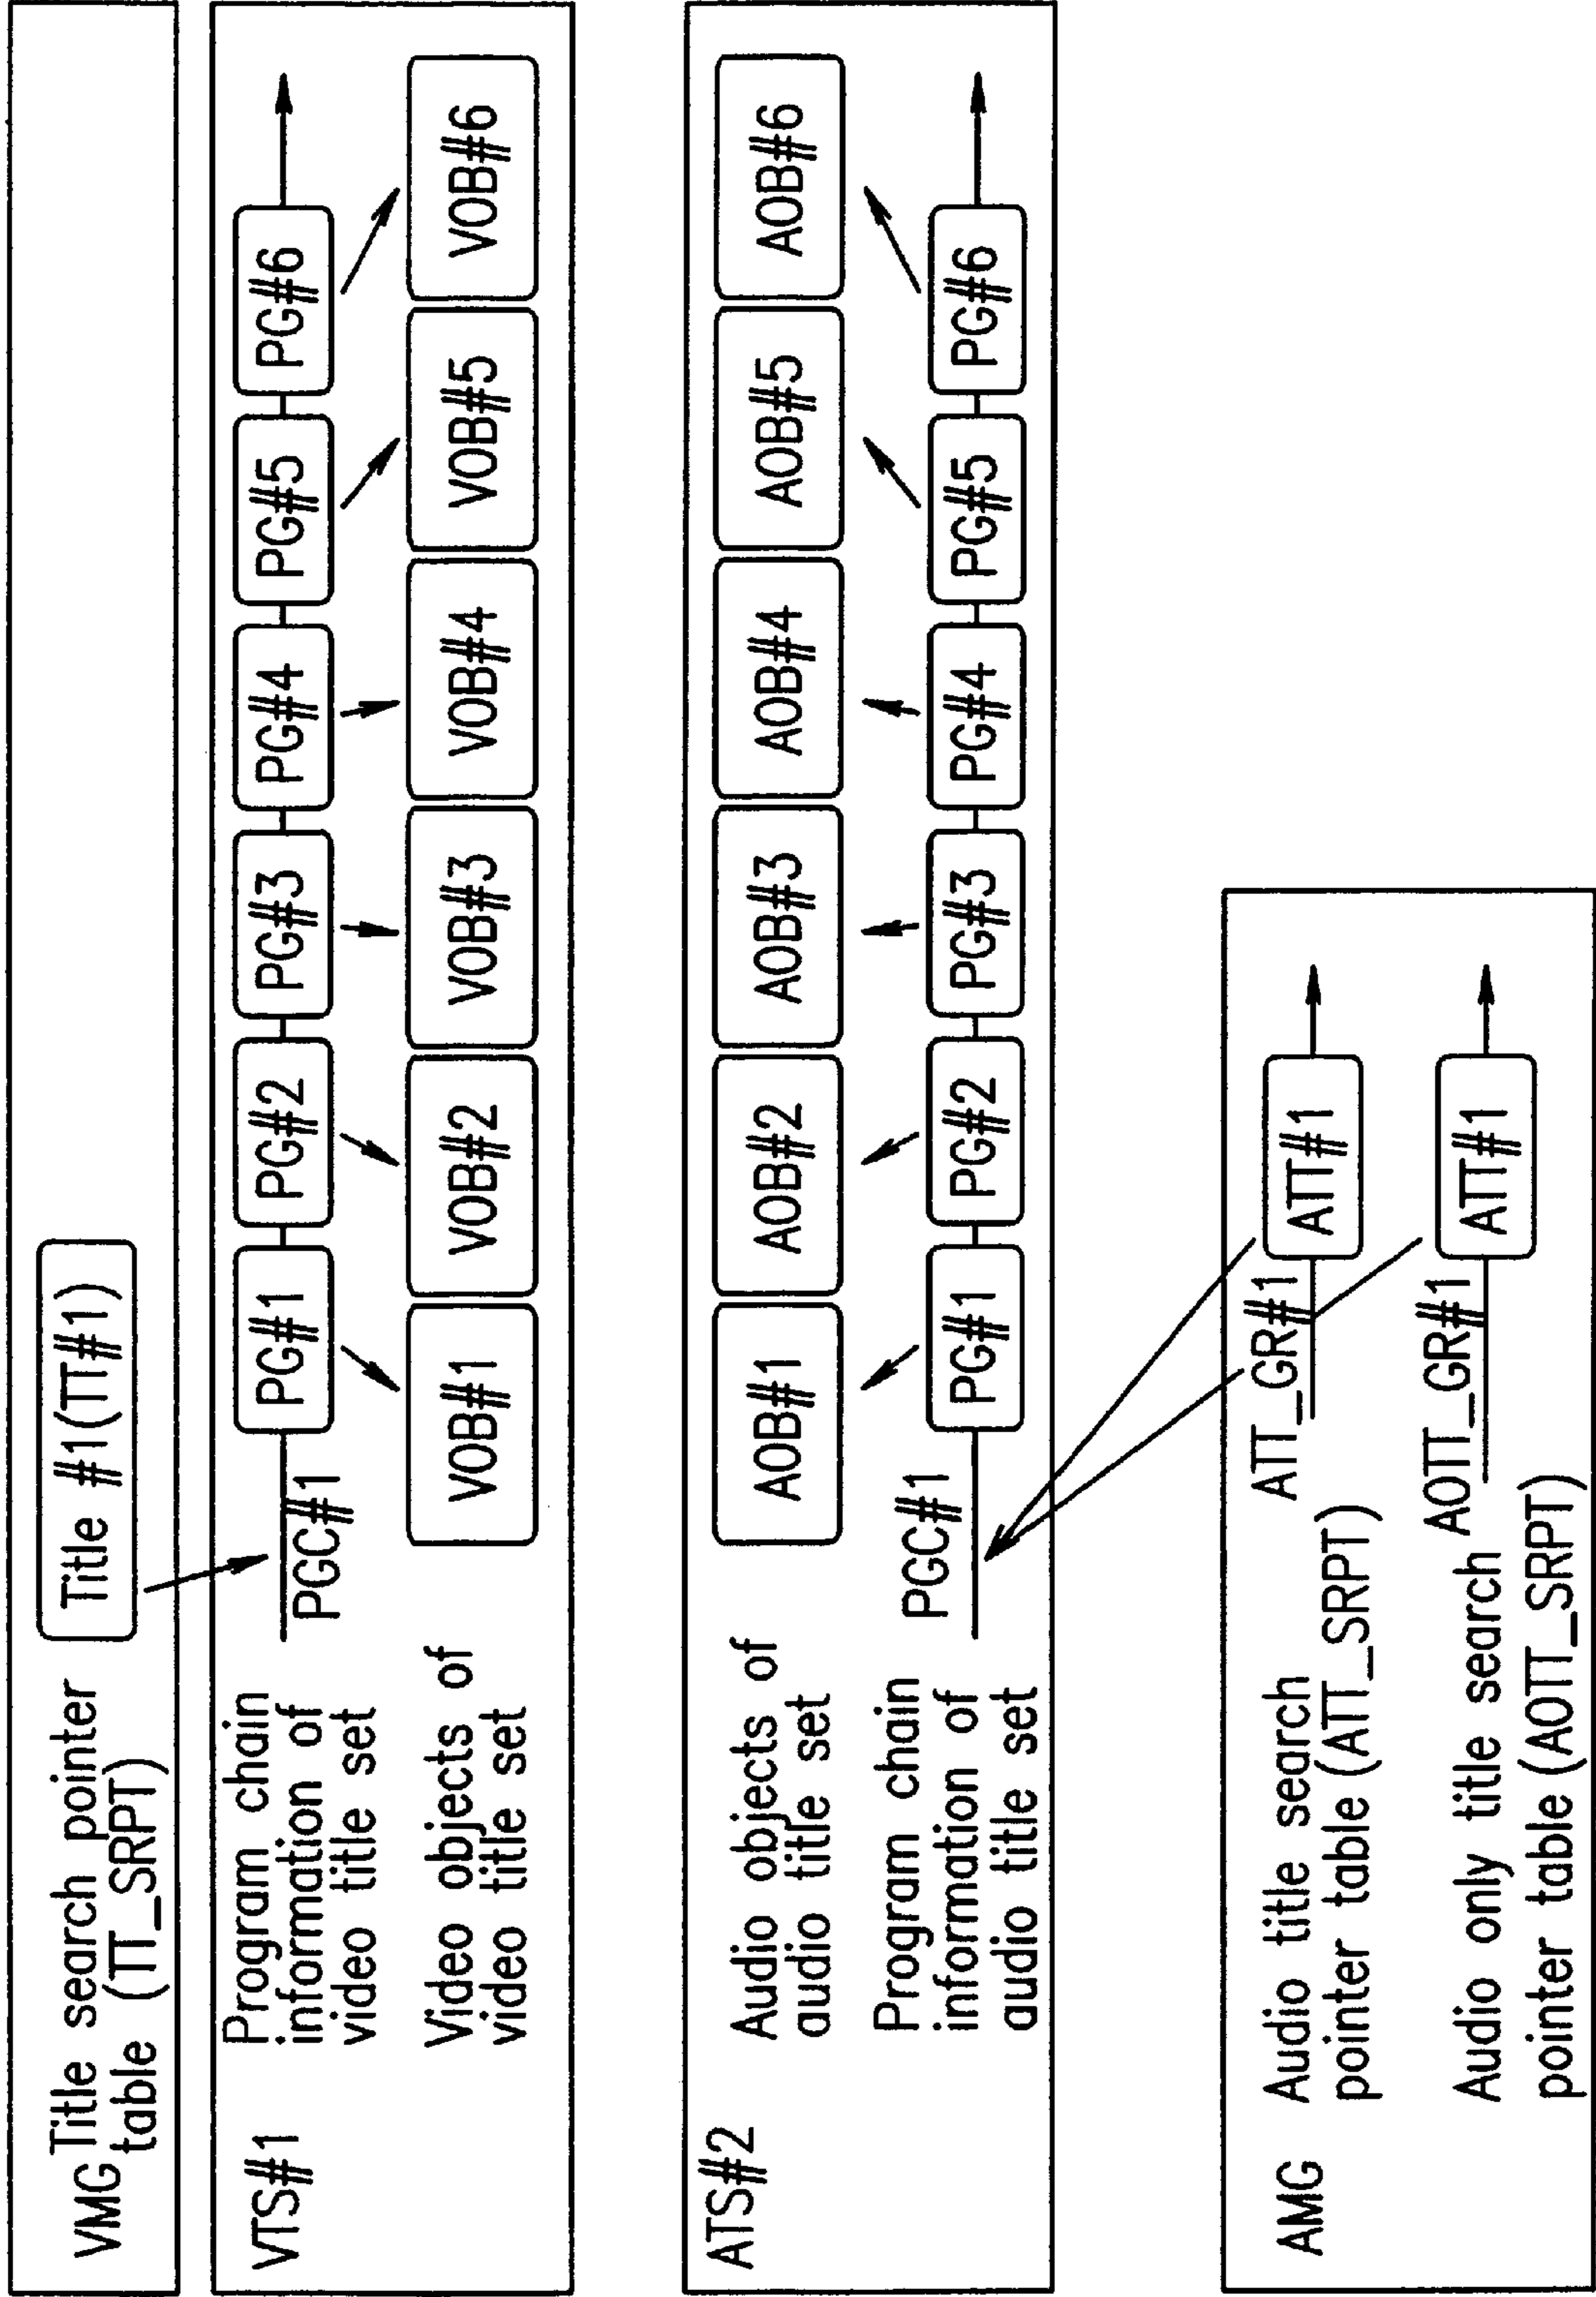 VMG
Title search pointer
table (TT_SRPT)
Title #1(TT#1)
VTS#1
Program chain
information of
video title set
PGC#1
PG#1
PG#2
PG#3
PG#4
PG#5
PG#6
Video objects of
video title set
VOB#1
VOB#2
VOB#3
VOB#4
VOB#5
VOB#6
ATS#2
Audio objects of
audio title set
AOB#1
AOB#2
AOB#3
AOB#4
AOB#5
AOB#6
Program chain
information of
audio title set
PGC#1
PG#1
PG#2
PG#3
PG#4
PG#5
PG#6
AMG
Audio title search
pointer table (ATT_SRPT)
ATT_GR#1
ATT#1
Audio only title search
pointer table (AOTT_SRPT)
AOTT_GR#1
ATT#1